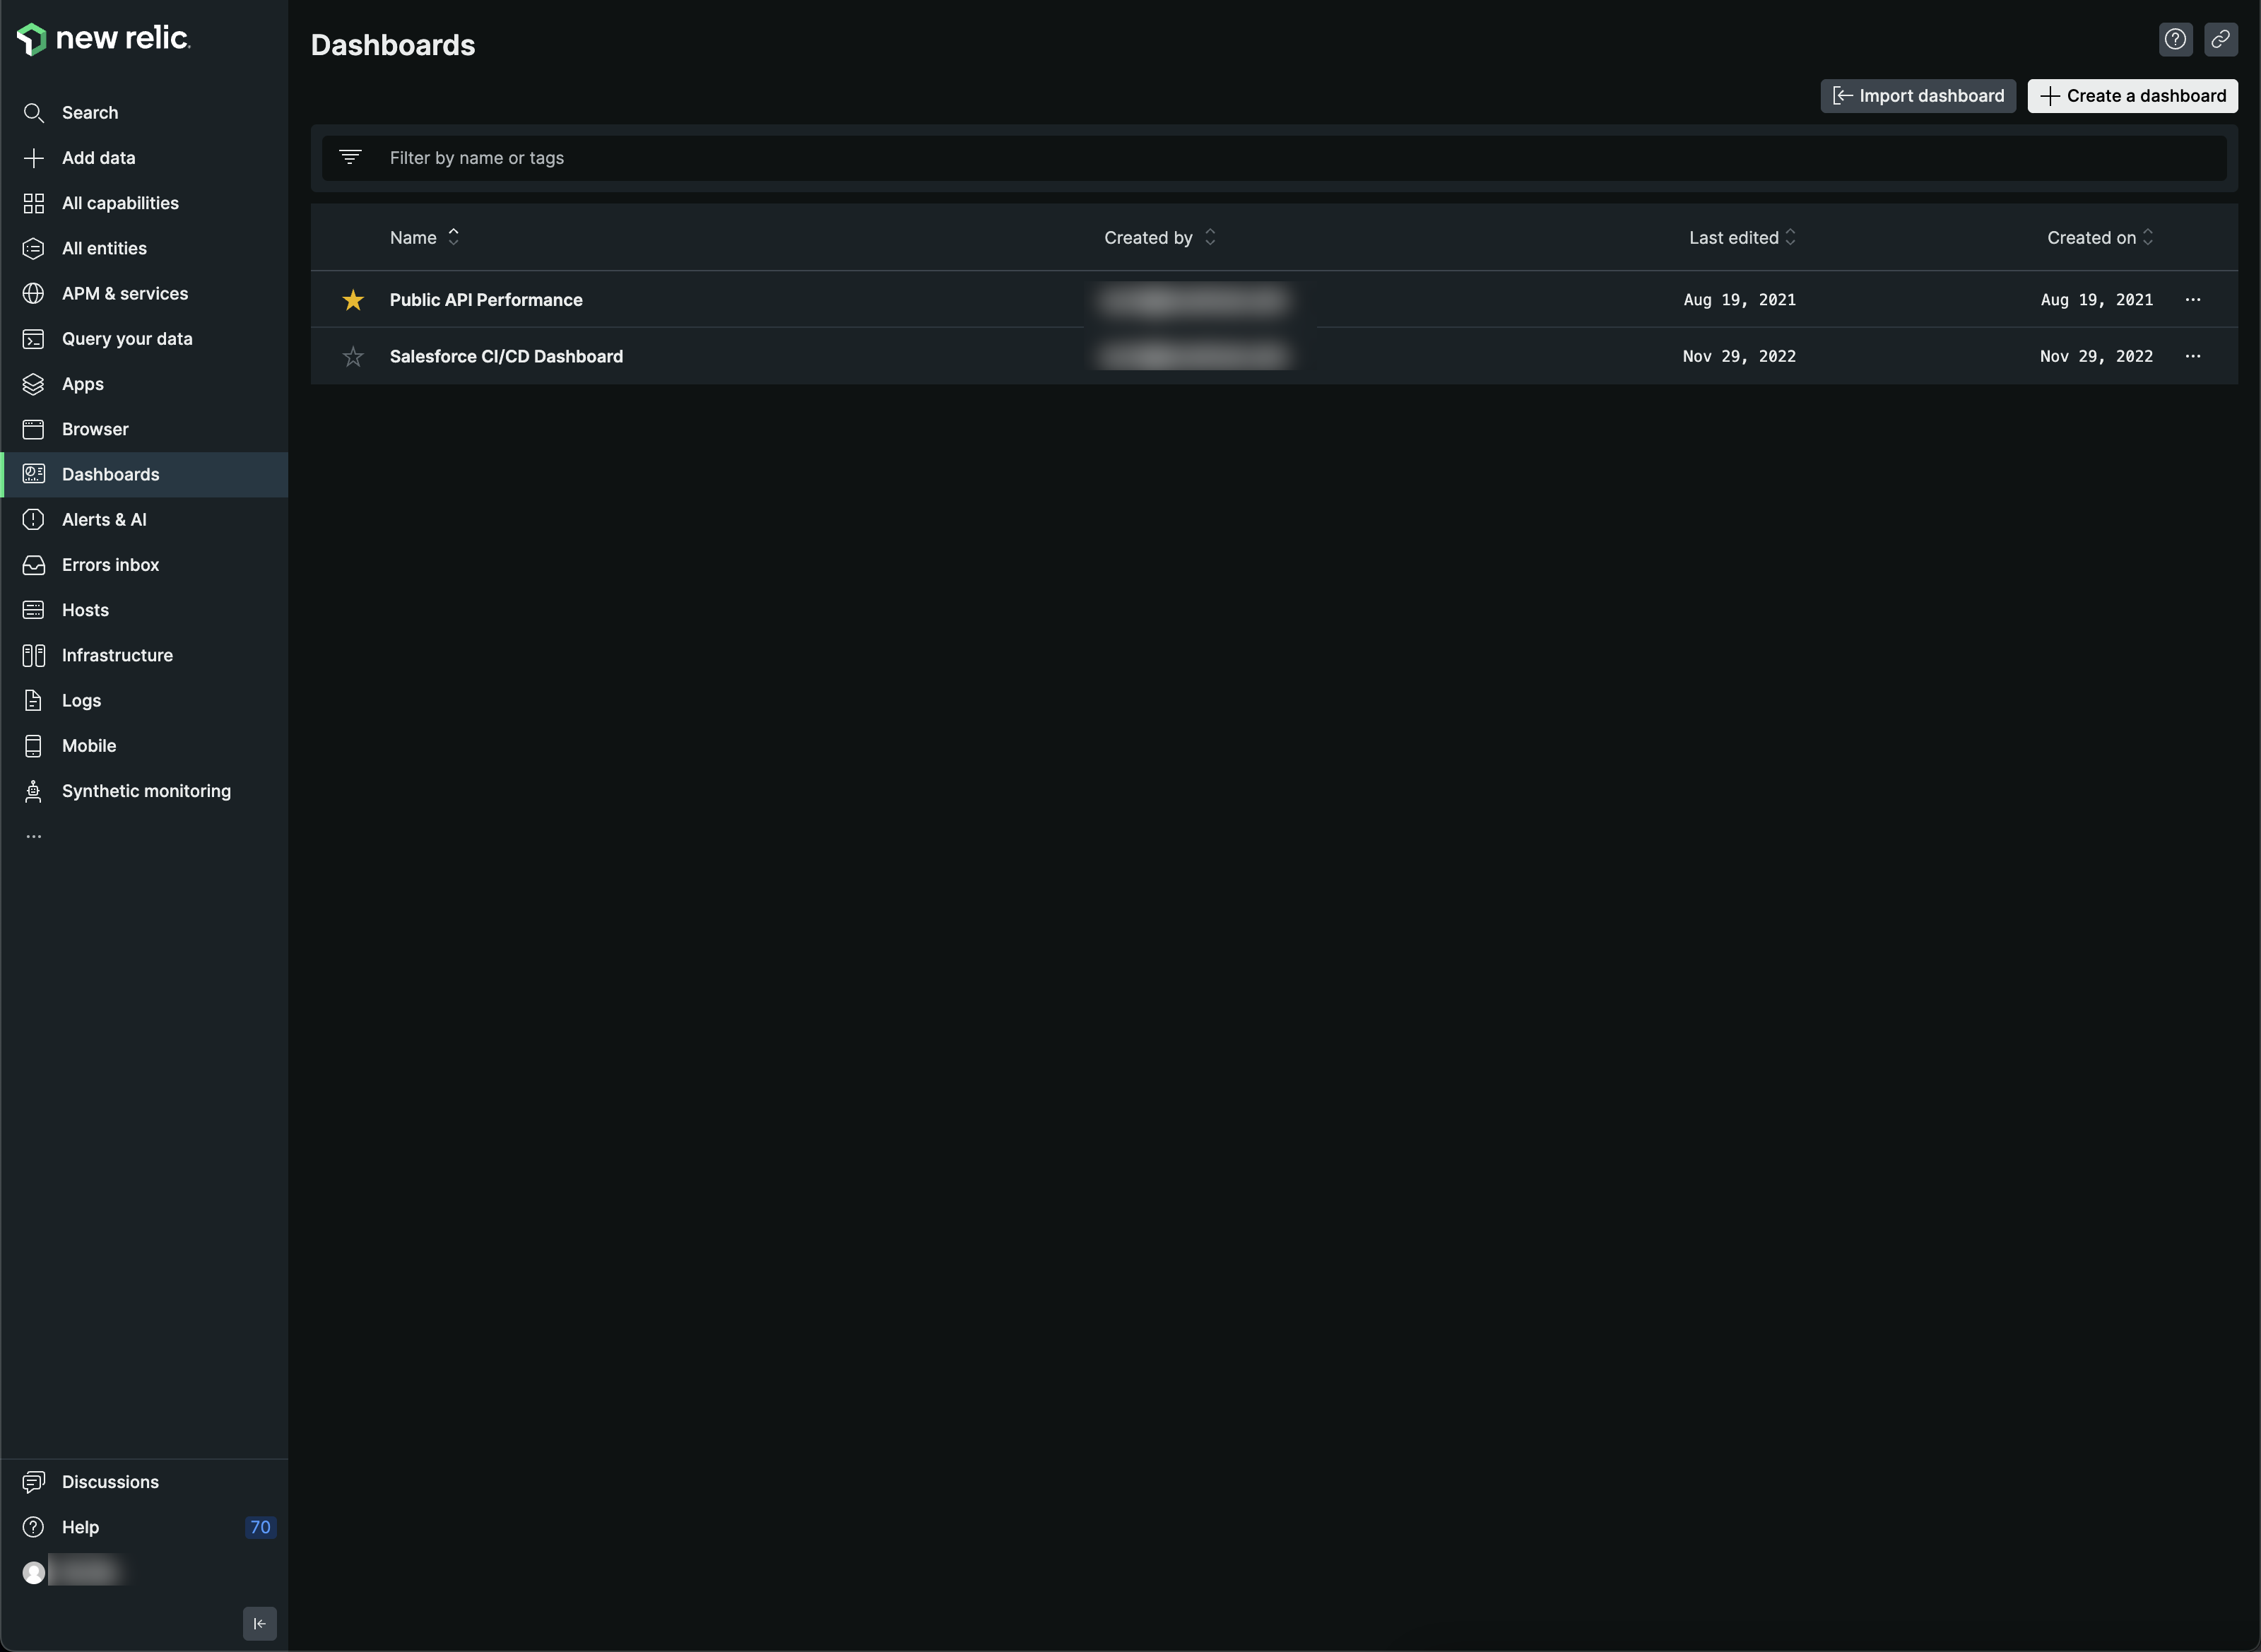 new relic.
Search
Add data
All capabilities
All entities
APM & services
Query your data
Apps
Browser
Dashboards
Alerts & AI
Errors inbox
Hosts
Infrastructure
Logs
Mobile
Synthetic monitoring
...
Discussions
Help 70
Dashboards
Import dashboard Create a dashboard
Filter by name or tags
Name Created by Last edited Created on
Public API Performance Aug 19, 2021 Aug 19, 2021 ...
Salesforce CI/CD Dashboard Nov 29, 2022 Nov 29, 2022 ...